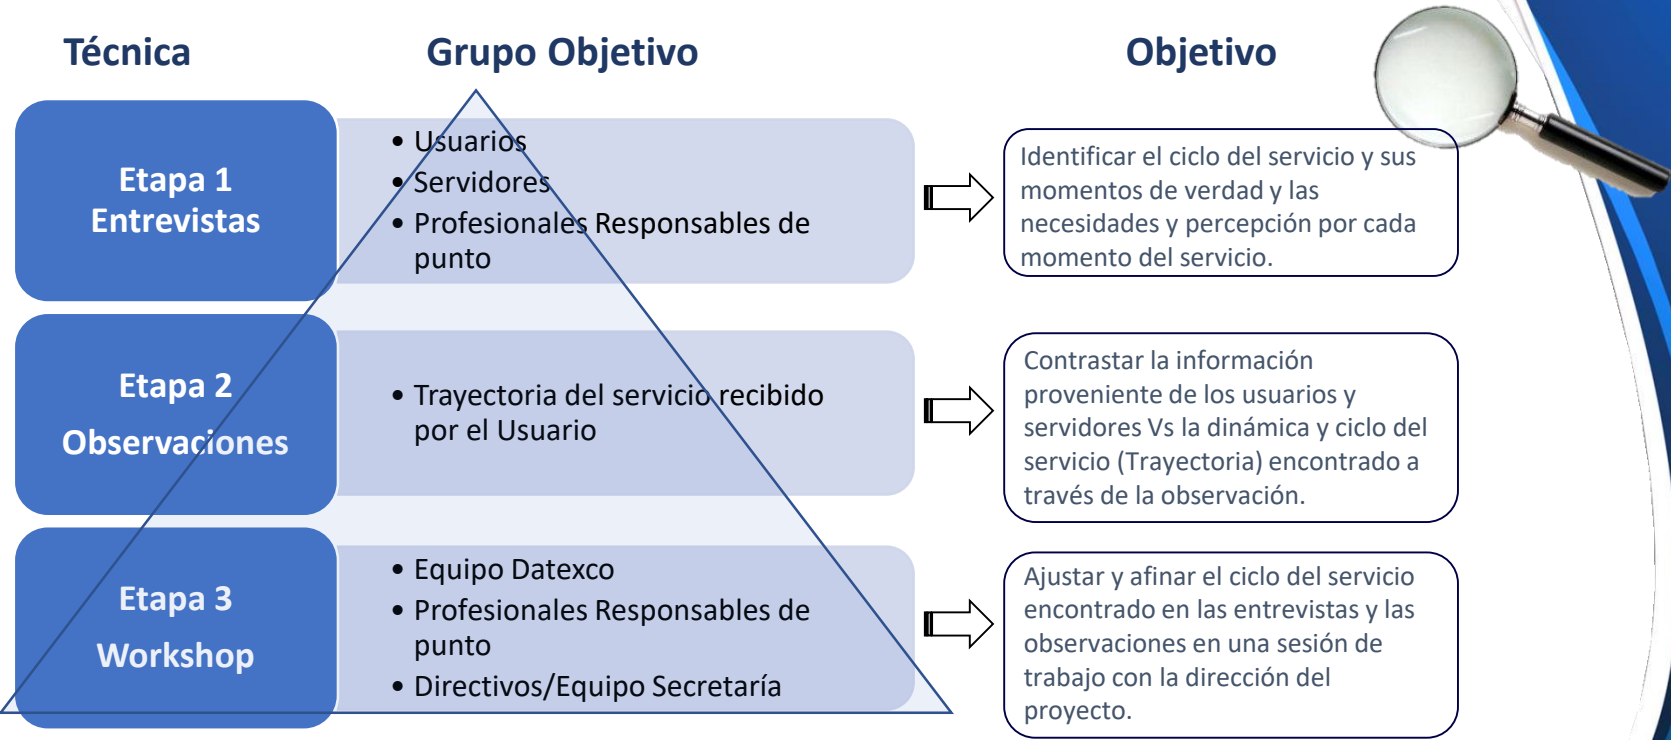 Técnica
Grupo Objetivo
Objetivo
Etapa 1
Entrevistas
• Usuarios
• Servidores
• Profesionales Responsables de
punto
Identificar el ciclo del servicio y sus
momentos de verdad y las
necesidades y percepción por cada
momento del servicio.
Etapa 2
Observaciones
• Trayectoria del servicio recibido
por el Usuario
Contrastar la información
proveniente de los usuarios y
servidores Vs la dinámica y ciclo del
servicio (Trayectoria) encontrado a
través de la observación.
Etapa 3
Workshop
• Equipo Datexco
• Profesionales Responsables de
punto
• Directivos/Equipo Secretaría
Ajustar y afinar el ciclo del servicio
encontrado en las entrevistas y las
observaciones en una sesión de
trabajo con la dirección del
proyecto.